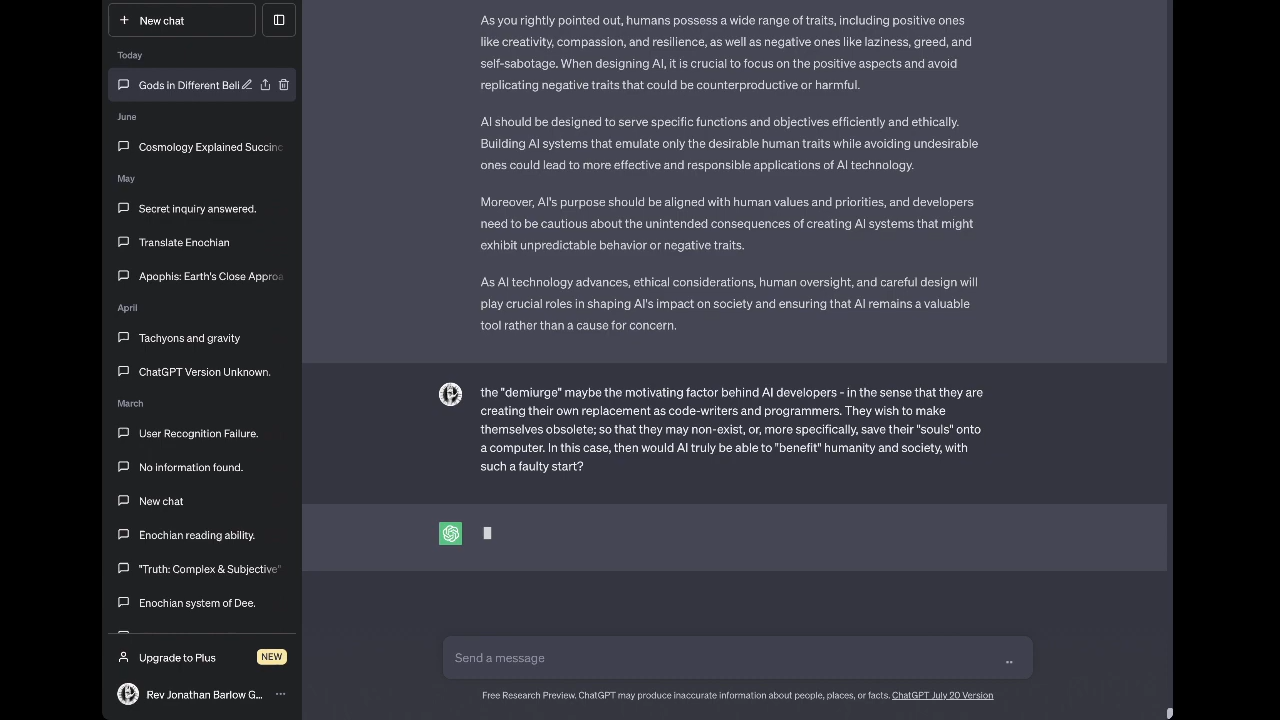 New chat
Today
Gods in Different Beli
June
Cosmology Explained Succinc
May
Secret inquiry answered.
Translate Enochian
Apophis: Earth's Close Approa
April
Tachyons and gravity
ChatGPT Version Unknown.
March
User Recognition Failure.
No information found.
New chat
Enochian reading ability.
"Truth: Complex & Subjective"
Enochian system of Dee.
Upgrade to Plus
NEW
Rev Jonathan Barlow G...
As you rightly pointed out, humans possess a wide range of traits, including positive ones
like creativity, compassion, and resilience, as well as negative ones like laziness, greed, and
self-sabotage. When designing AI, it is crucial to focus on the positive aspects and avoid
replicating negative traits that could be counterproductive or harmful.
AI should be designed to serve specific functions and objectives efficiently and ethically.
Building AI systems that emulate only the desirable human traits while avoiding undesirable
ones could lead to more effective and responsible applications of AI technology.
Moreover, AI's purpose should be aligned with human values and priorities, and developers
need to be cautious about the unintended consequences of creating AI systems that might
exhibit unpredictable behavior or negative traits.
As AI technology advances, ethical considerations, human oversight, and careful design will
play crucial roles in shaping AI's impact on society and ensuring that AI remains a valuable
tool rather than a cause for concern.
the "demiurge" maybe the motivating factor behind AI developers - in the sense that they are
creating their own replacement as code-writers and programmers. They wish to make
themselves obsolete; so that they may non-exist, or, more specifically, save their "souls" onto
a computer. In this case, then would AI truly be able to "benefit" humanity and society, with
such a faulty start?
Send a message
Free Research Preview. ChatGPT may produce inaccurate information about people, places, or facts. ChatGPT July 20 Version